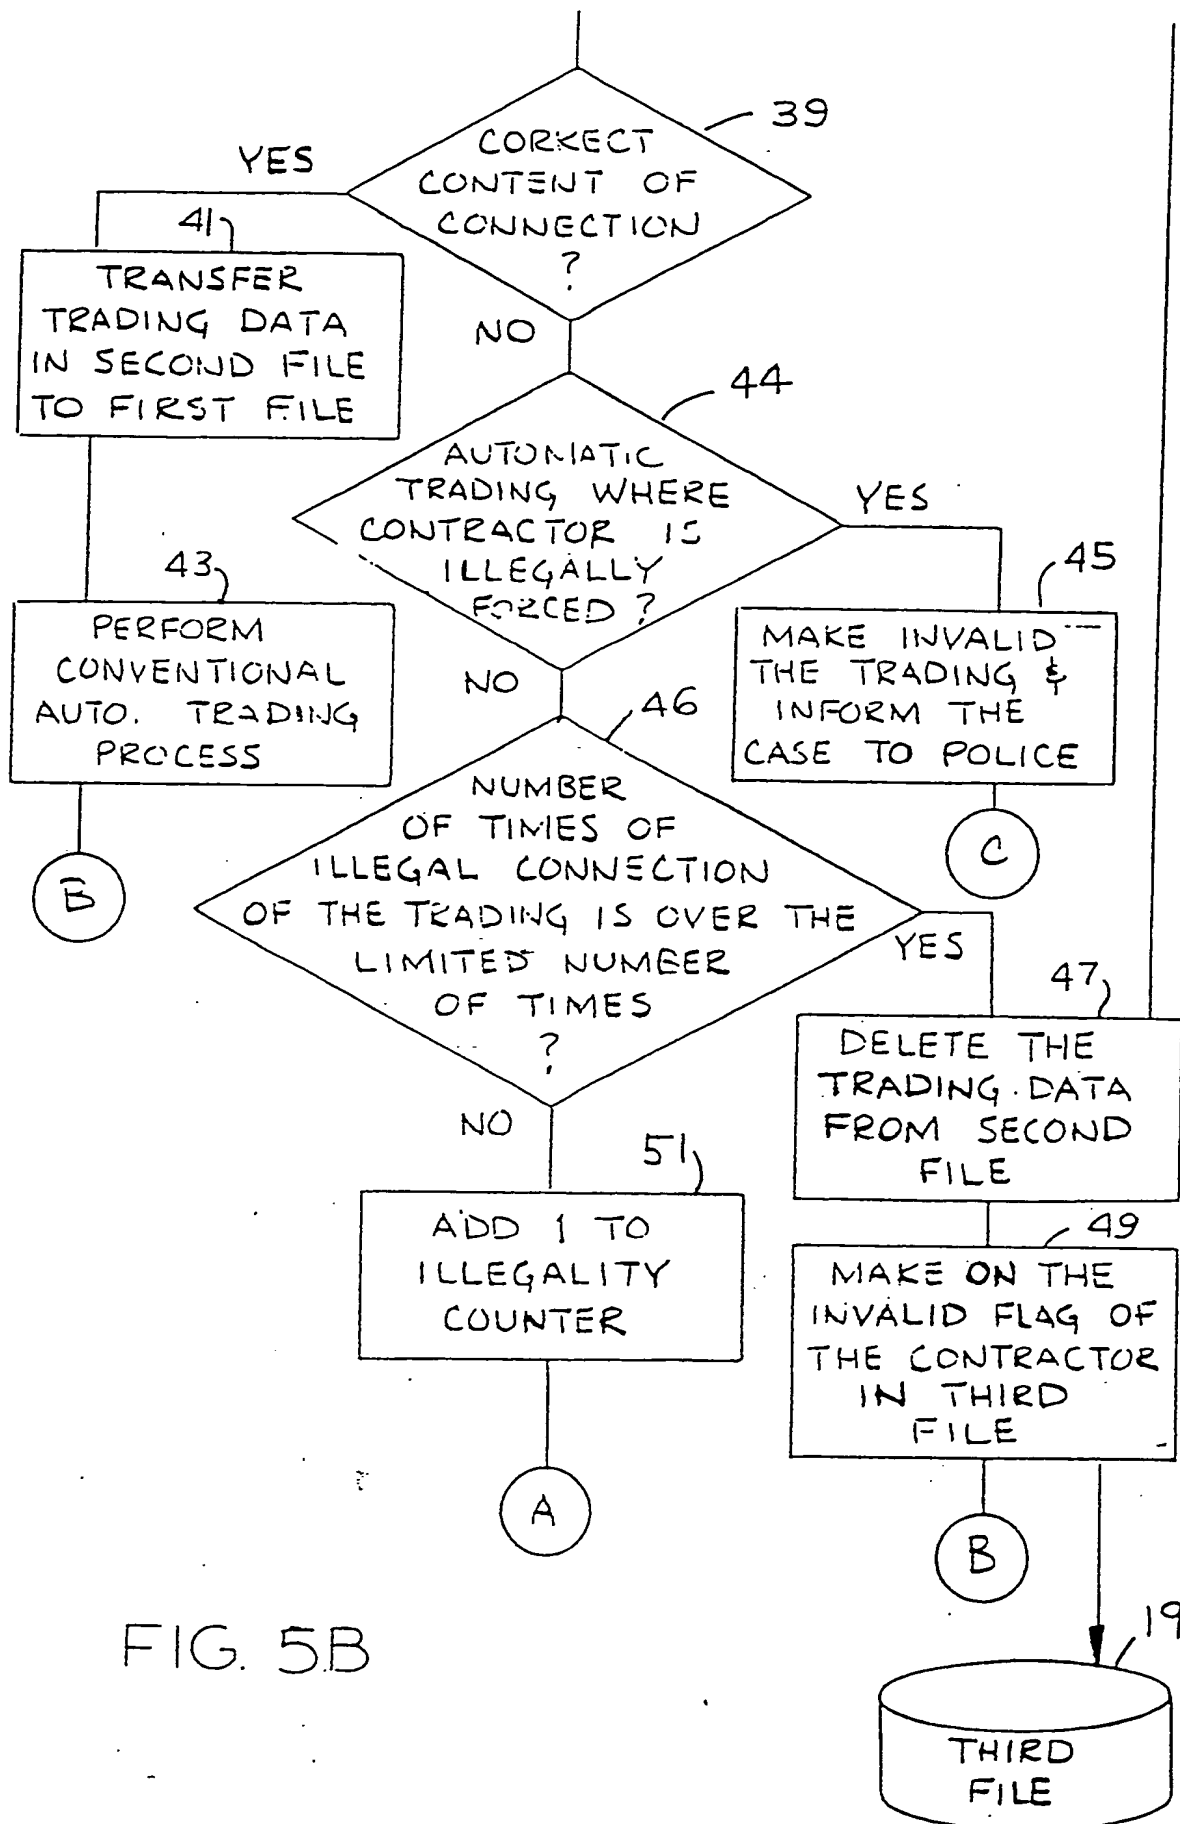 39
CORRECT
CONTENT OF
CONNECTION
?
YES
NO
41
TRANSFER
TRADING DATA
IN SECOND FILE
TO FIRST FILE
44
AUTOMATIC
TRADING WHERE
CONTRACTOR IS
ILLEGALLY
FORCED ?
YES
NO
43
PERFORM
CONVENTIONAL
AUTO. TRADING
PROCESS
B
45
MAKE INVALID
THE TRADING &
INFORM THE
CASE TO POLICE
C
46
NUMBER
OF TIMES OF
ILLEGAL CONNECTION
OF THE TRADING IS OVER THE
LIMITED NUMBER
OF TIMES
?
YES
NO
47
DELETE THE
TRADING DATA
FROM SECOND
FILE
51
ADD 1 TO
ILLEGALITY
COUNTER
A
49
MAKE ON THE
INVALID FLAG OF
THE CONTRACTOR
IN THIRD
FILE
B
19
THIRD
FILE
FIG. 5B